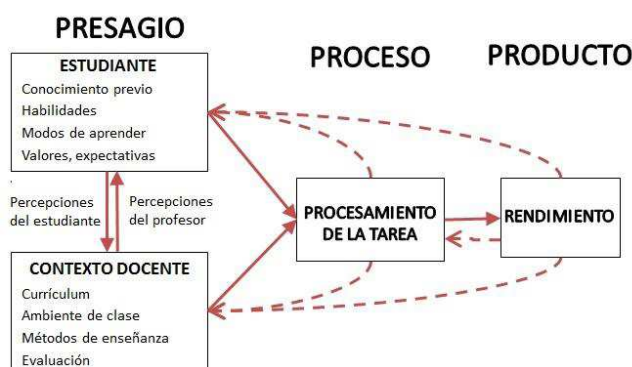 PRESAGIO
PROCESO
PRODUCTO
ESTUDIANTE
Conocimiento previo
Habilidades
Modos de aprender
Valores, expectativas
Percepciones
del estudiante
Percepciones
del profesor
PROCESAMIENTO
DE LA TAREA
RENDIMIENTO
CONTEXTO DOCENTE
Currículum
Ambiente de clase
Métodos de enseñanza
Evaluación